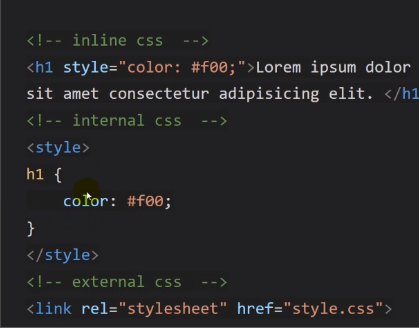 <!-- inline css  -->
<h1 style="color: #f00;">Lorem ipsum dolor
sit amet consectetur adipisicing elit. </h1
<!-- internal css  -->
<style>
h1 {
    color: #f00;
}
</style>
<!-- external css  -->
<link rel="stylesheet" href="style.css">